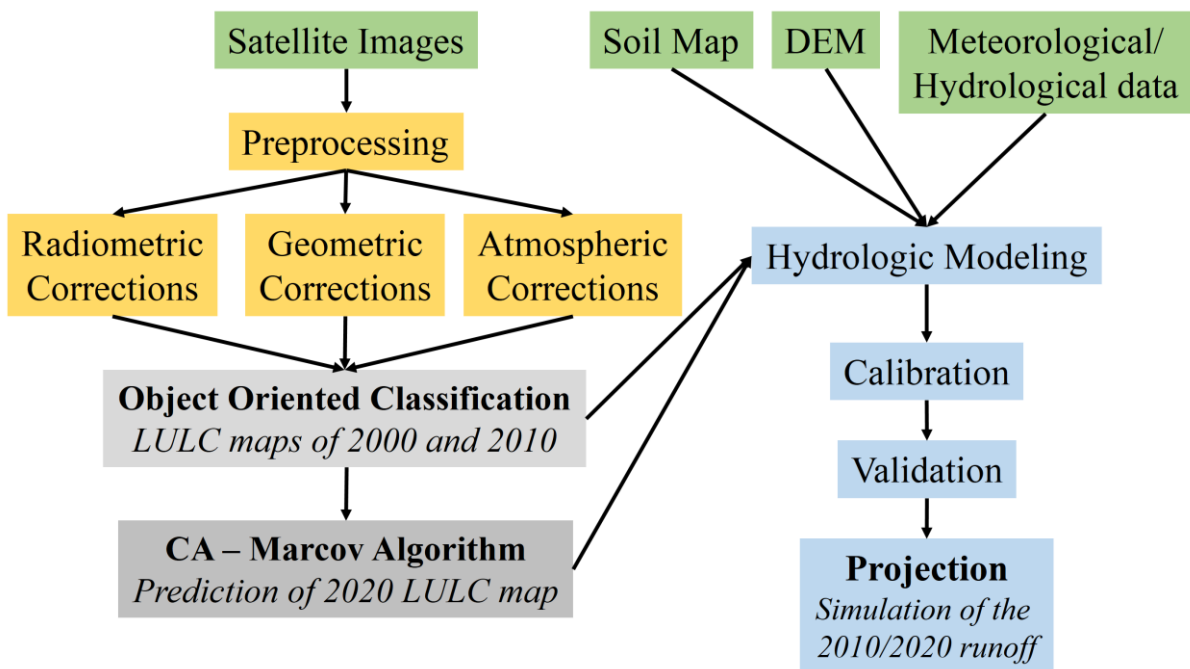 Satellite Images
Soil Map
DEM
Meteorological/
Hydrological data
Preprocessing
Radiometric
Corrections
Geometric
Corrections
Atmospheric
Corrections
Hydrologic Modeling
Object Oriented Classification
LULC maps of 2000 and 2010
CA – Marcov Algorithm
Prediction of 2020 LULC map
Calibration
Validation
Projection
Simulation of the
2010/2020 runoff